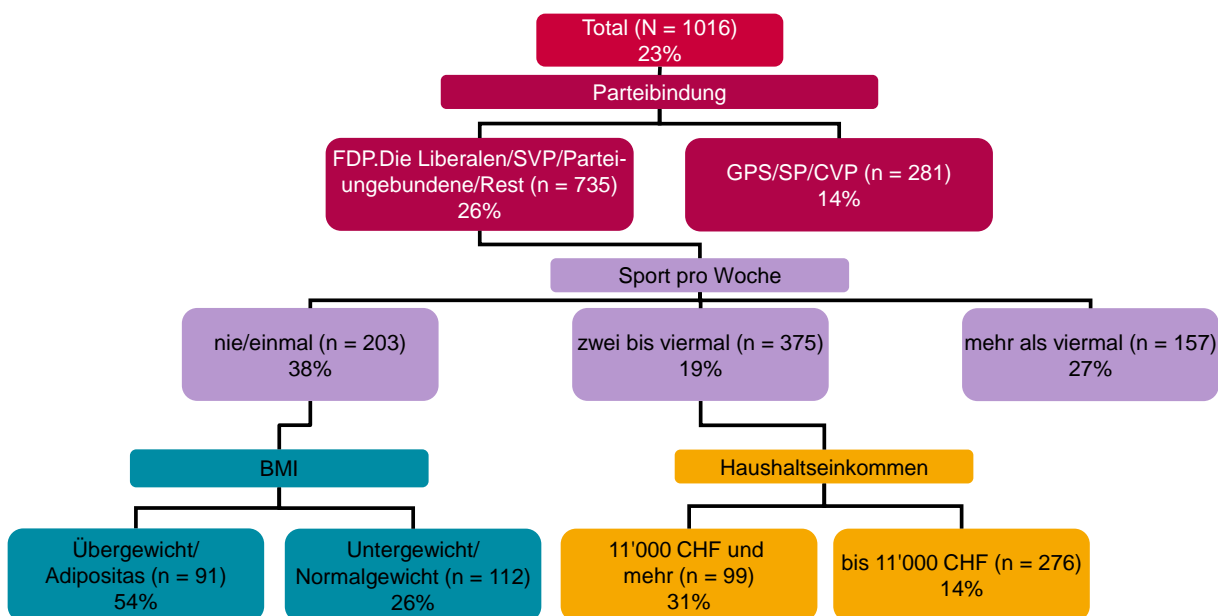 Total (N = 1016)
23%
Parteibindung
FDP.Die Liberalen/SVP/Partei-
ungebundene/Rest (n = 735)
26%
GPS/SP/CVP (n = 281)
14%
Sport pro Woche
nie/einmal (n = 203)
38%
zwei bis viermal (n = 375)
19%
mehr als viermal (n = 157)
27%
BMI
Haushaltseinkommen
Übergewicht/
Adipositas (n = 91)
54%
Untergewicht/
Normalgewicht (n = 112)
26%
11'000 CHF und
mehr (n = 99)
31%
bis 11'000 CHF (n = 276)
14%